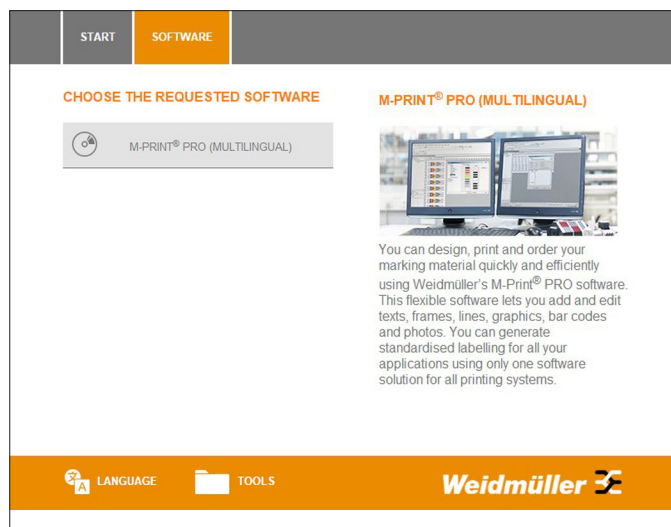 START
SOFTWARE
CHOOSE THE REQUESTED SOFTWARE
M-PRINT® PRO (MULTILINGUAL)
M-PRINT® PRO (MULTILINGUAL)
You can design, print and order your
marking material quickly and efficiently
using Weidmüller's M-Print® PRO software.
This flexible software lets you add and edit
texts, frames, lines, graphics, bar codes
and photos. You can generate
standardised labelling for all your
applications using only one software
solution for all printing systems.
LANGUAGE
TOOLS
Weidmüller